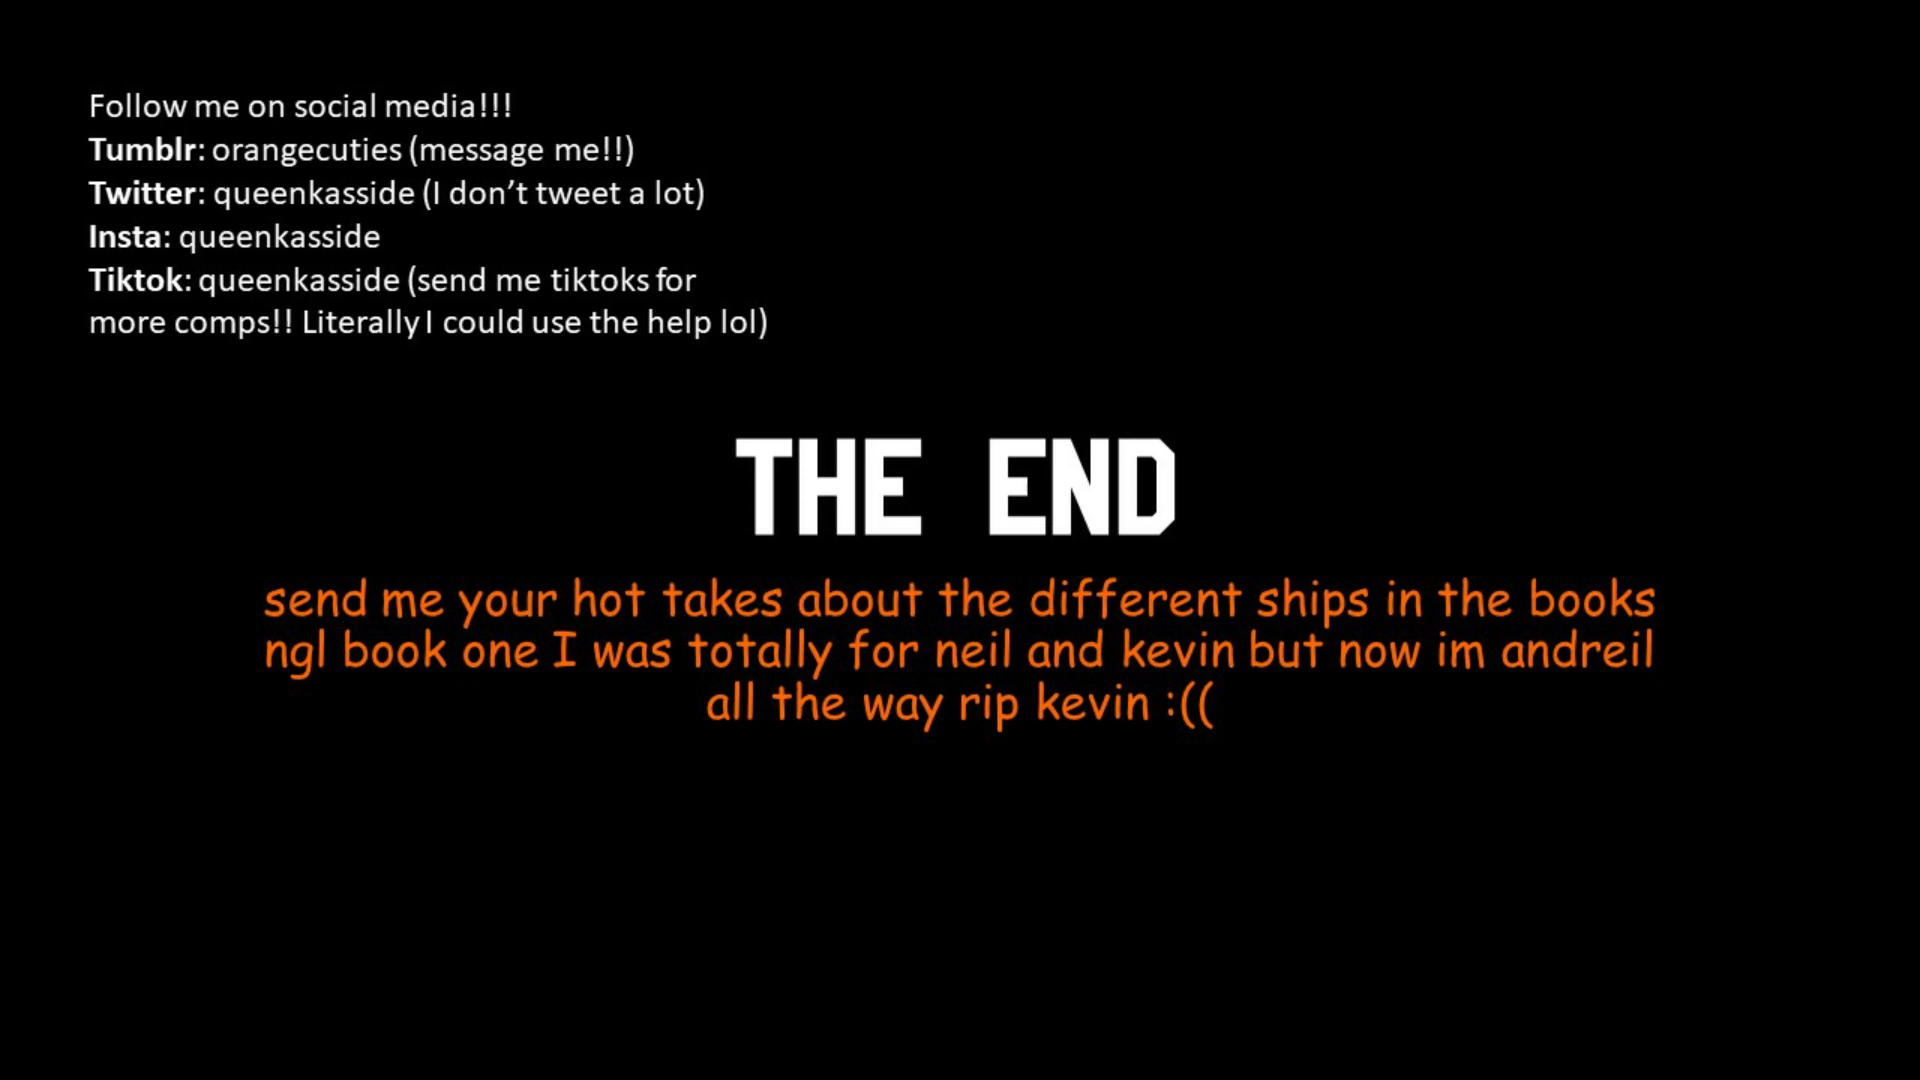 Follow me on social media!!!
Tumblr: orangecuties (message me!!)
Twitter: queenkasside (I don’t tweet a lot)
Insta: queenkasside
Tiktok: queenkasside (send me tiktoks for
more comps!! Literally I could use the help lol)
THE END
send me your hot takes about the different ships in the books
ngl book one I was totally for neil and kevin but now im andreil
all the way rip kevin :((